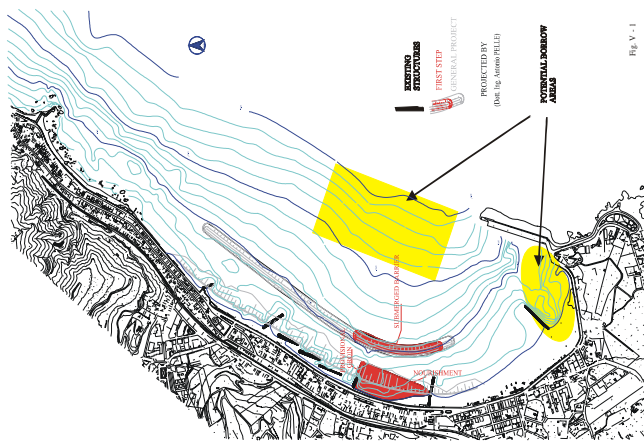 EXISTING
STRUCTURES
FIRST STEP
GENERAL PROJECT
PROJECTED BY
(Dott. Ing. Antonio PELLE)
POTENTIAL BORROW
AREAS
SUBMERGED BARRIER
NOURISHMENT
Fig. V - 1